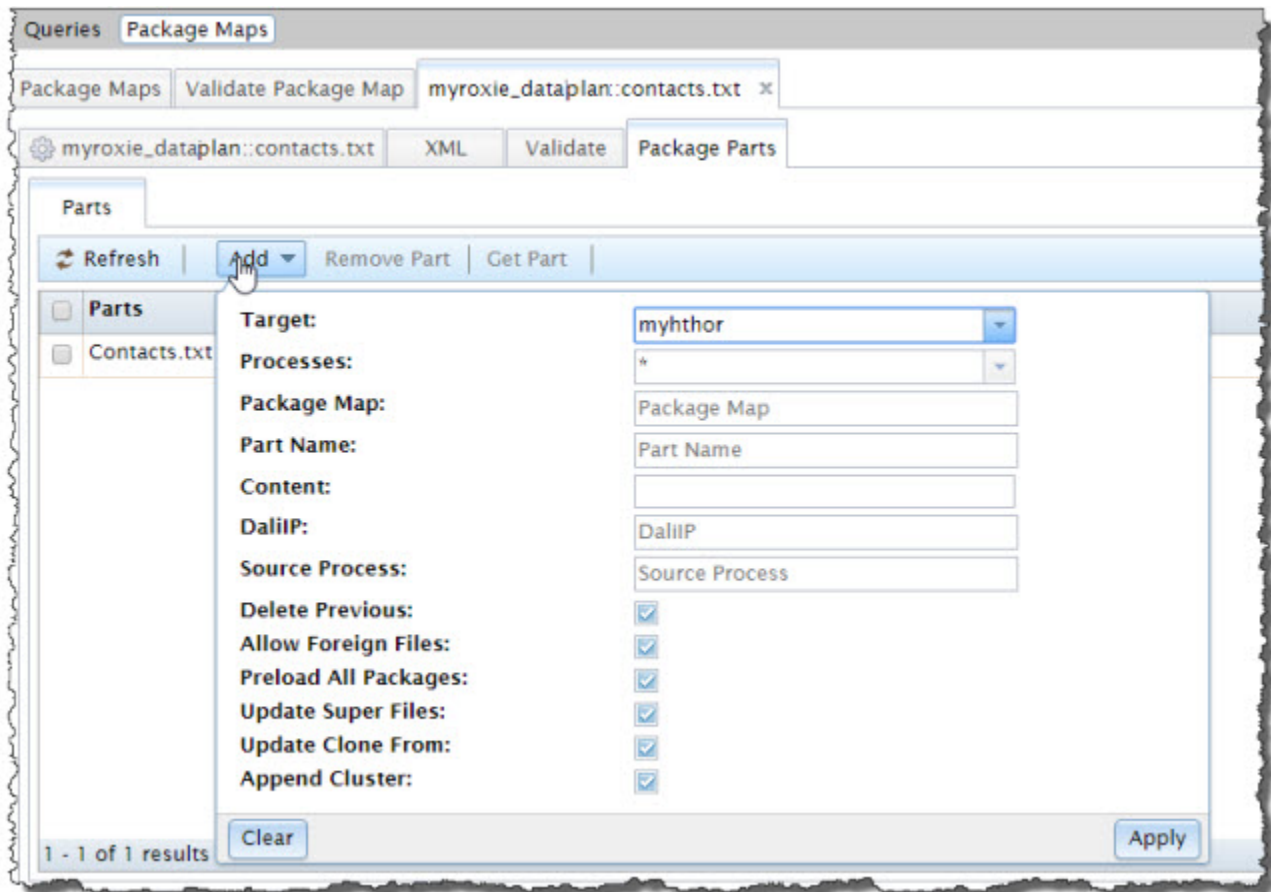 Queries Package Maps
Package Maps Validate Package Map myroxie_dataplan::contacts.txt x
myroxie_dataplan::contacts.txt XML Validate Package Parts
Parts
Refresh Add Remove Part Get Part
Parts
Contacts.txt
Target: myhthor
Processes: *
Package Map: Package Map
Part Name: Part Name
Content:
DaliIP: DaliIP
Source Process: Source Process
Delete Previous:
Allow Foreign Files:
Preload All Packages:
Update Super Files:
Update Clone From:
Append Cluster:
Clear Apply
1 - 1 of 1 results